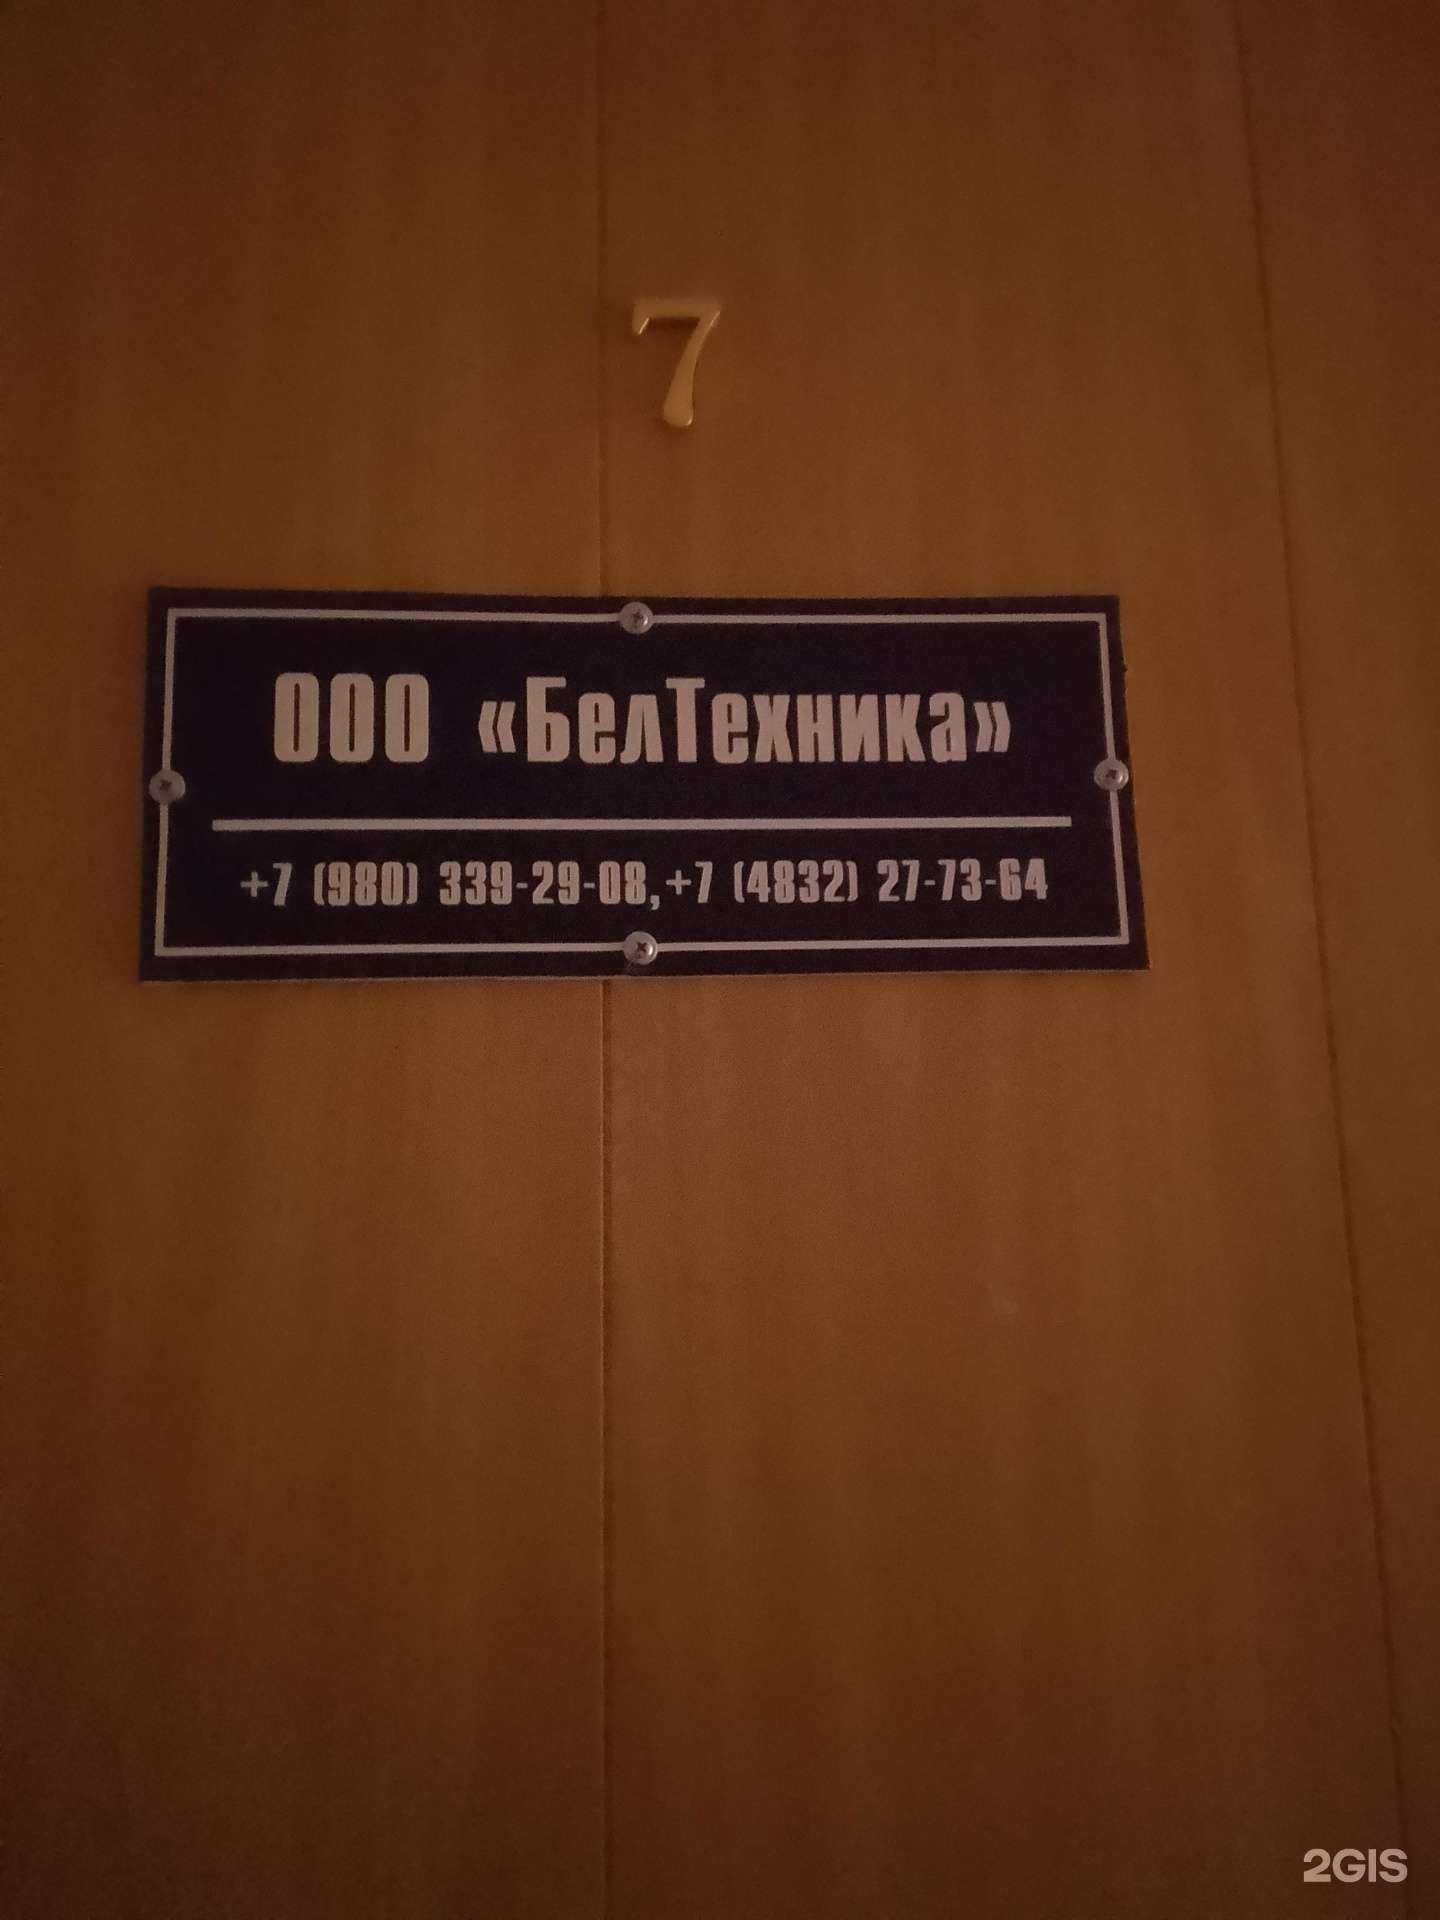 7
ООО «БелТехника»
+7 (980) 339-29-08,+7 (4832) 27-73-64
2GIS